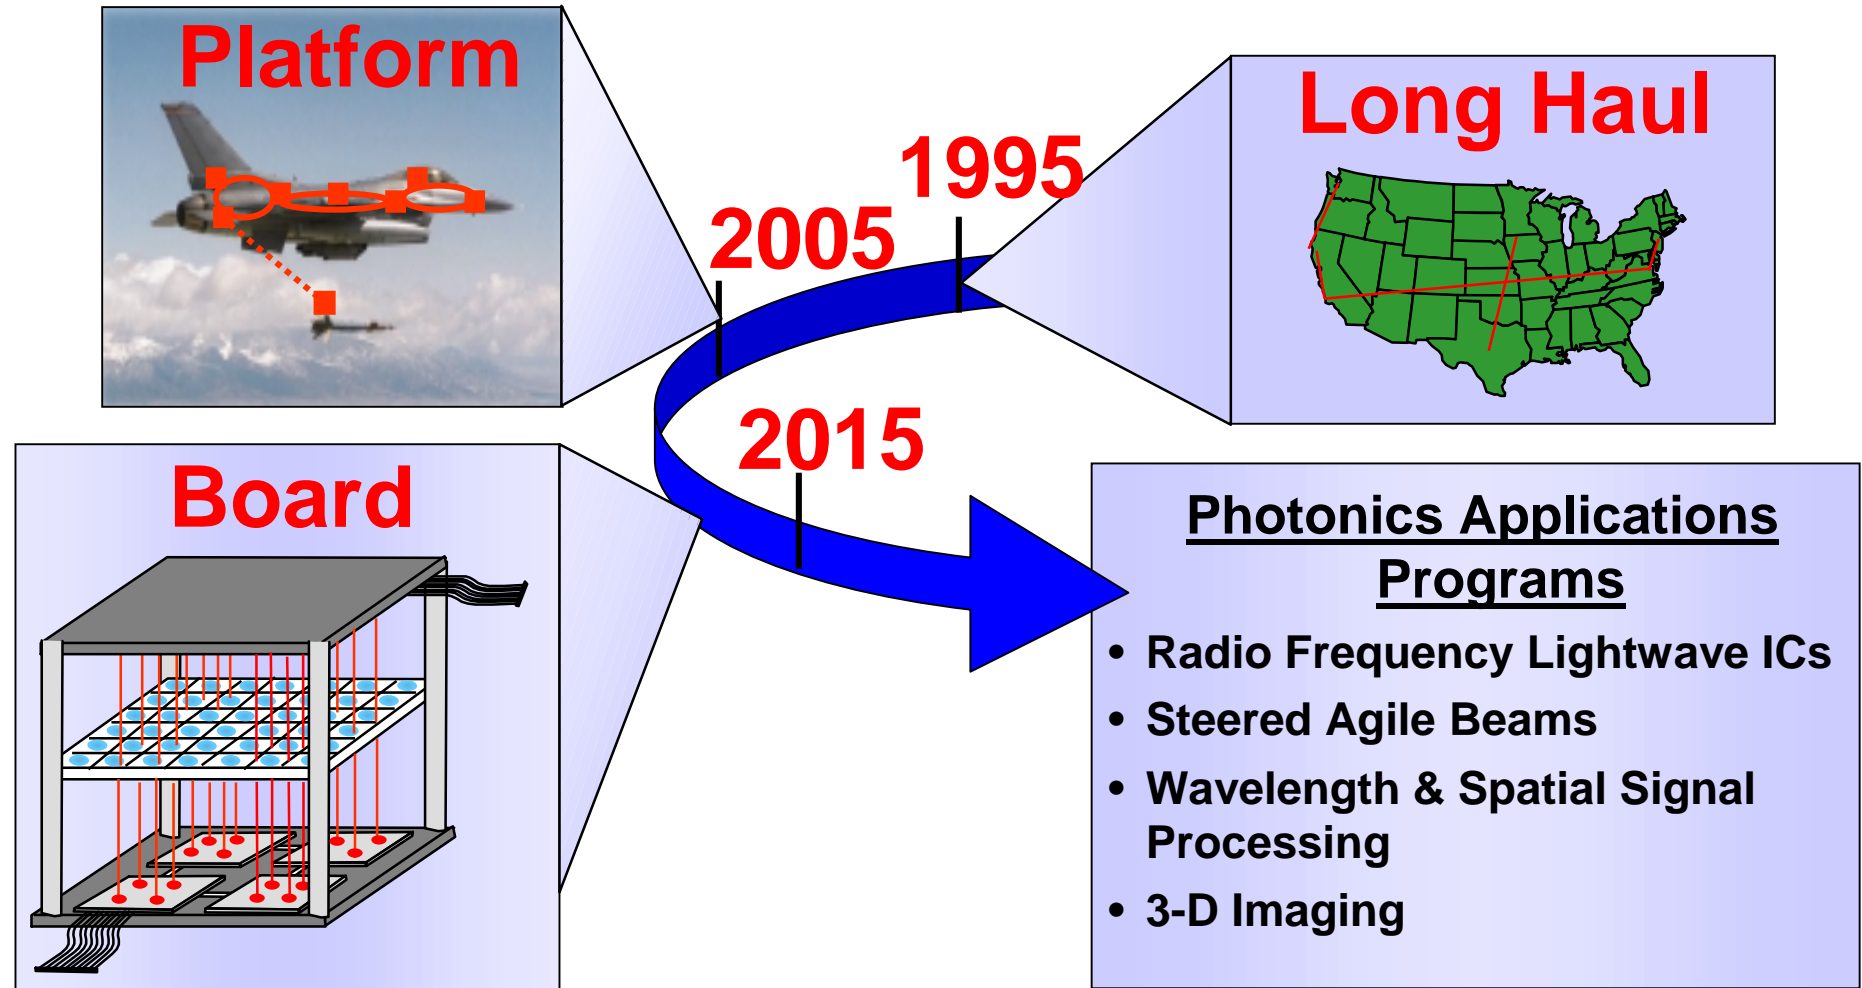 Platform
Long Haul
1995
2005
2015
Board
Photonics Applications
Programs
• Radio Frequency Lightwave ICs
• Steered Agile Beams
• Wavelength & Spatial Signal
Processing
• 3-D Imaging